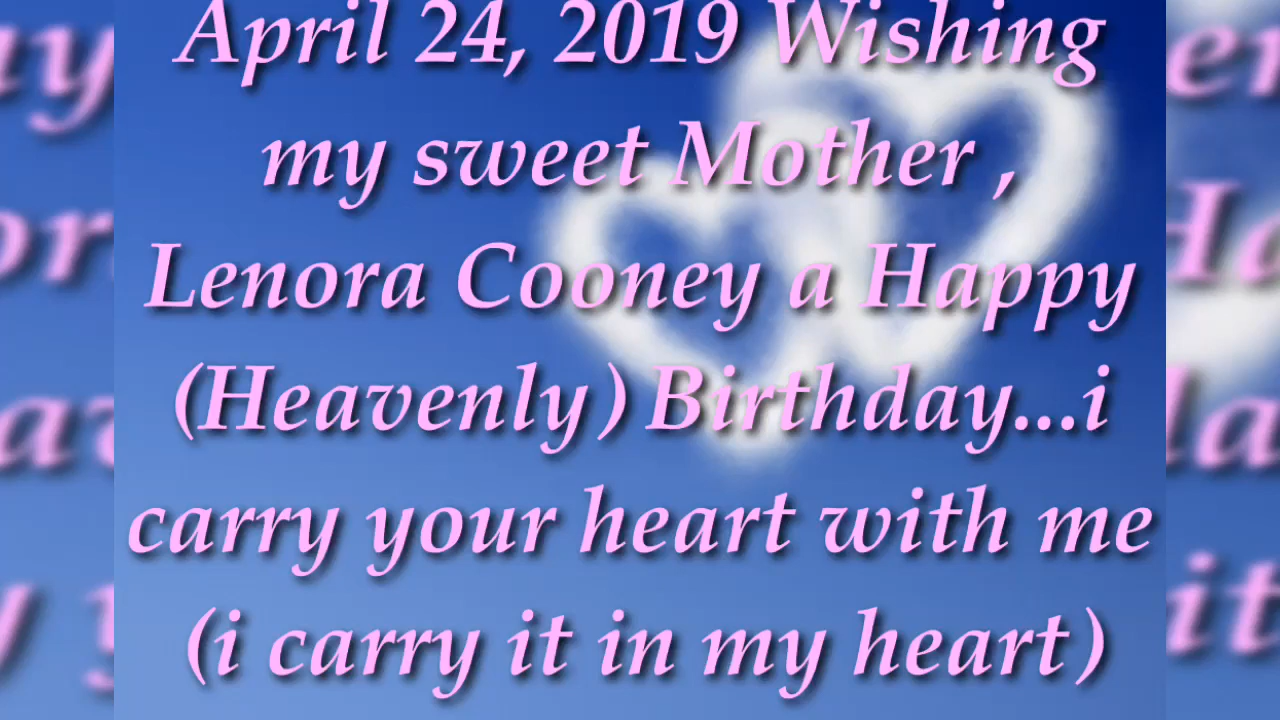 April 24, 2019 Wishing
my sweet Mother ,
Lenora Cooney a Happy
(Heavenly) Birthday...i
carry your heart with me
(i carry it in my heart)